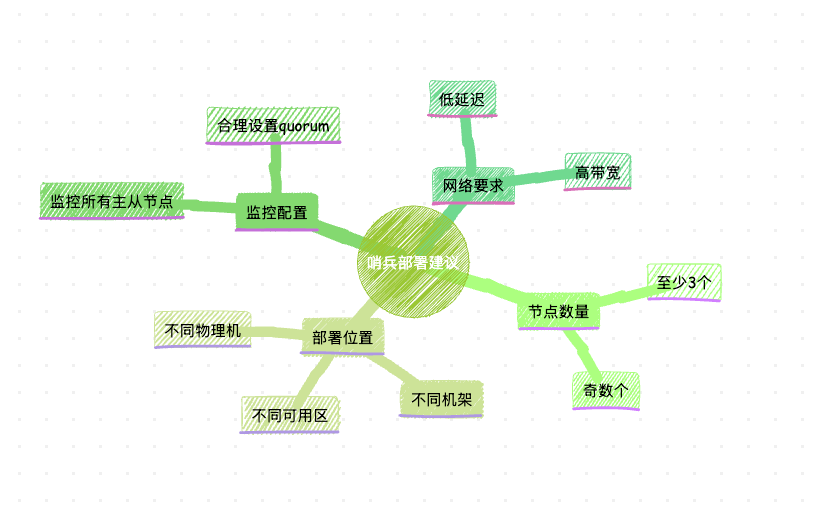 哨兵部署建议
网络要求
低延迟
高带宽
节点数量
至少3个
奇数个
部署位置
不同机架
不同可用区
不同物理机
监控配置
监控所有主从节点
合理设置quorum